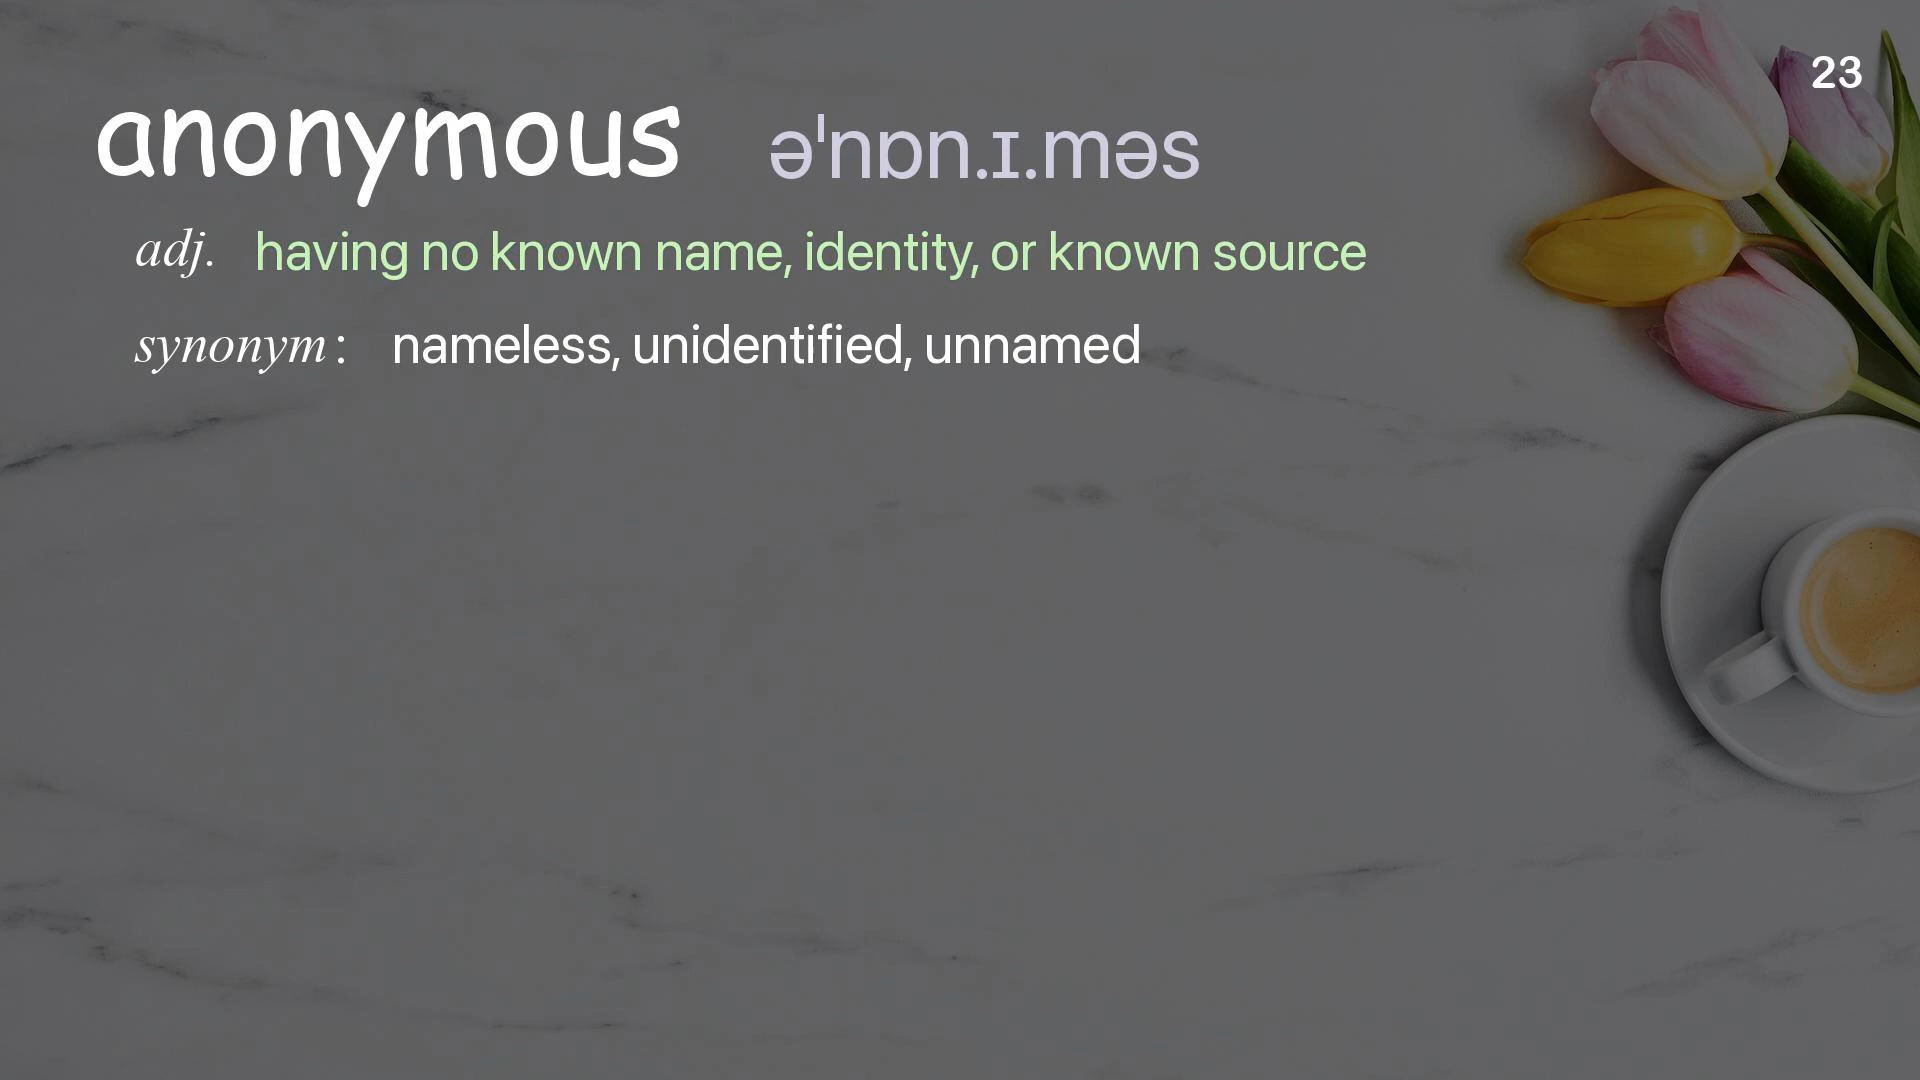 23
anonymous əˈnɒn.ɪ.məs
adj. having no known name, identity, or known source
synonym : nameless, unidentified, unnamed